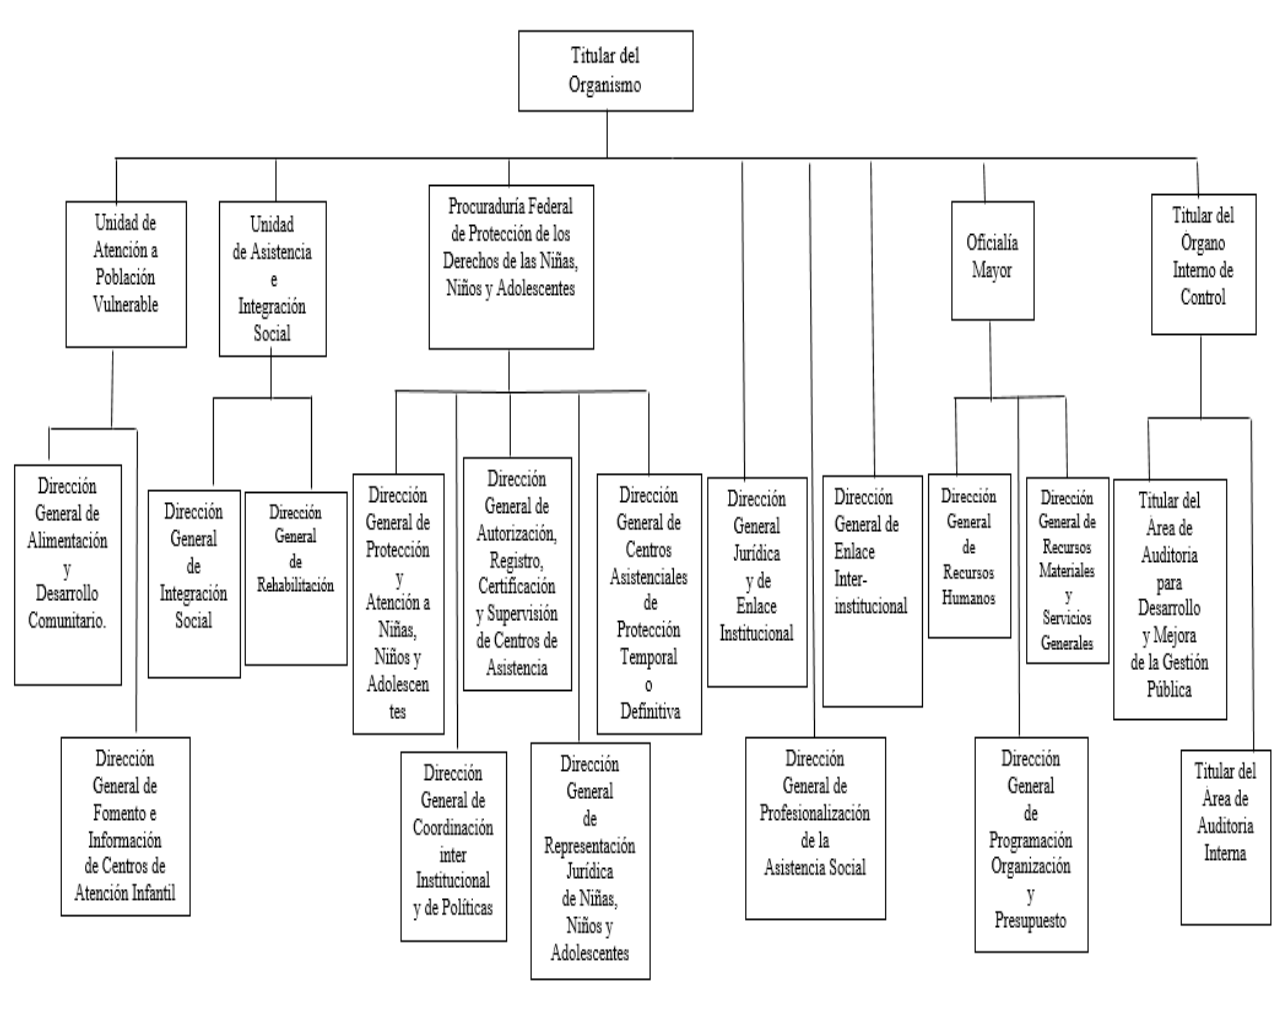 Titular del
Organismo
Unidad de
Atención a
Población
Vulnerable
Unidad
de Asistencia
e
Integración
Social
Procuraduría Federal
de Protección de los
Derechos de las Niñas,
Niños y Adolescentes
Oficialía
Mayor
Titular del
Órgano
Interno de
Control
Dirección
General de
Alimentación
y
Desarrollo
Comunitario.
Dirección
General
de
Integración
Social
Dirección
General
de
Rehabilitación
Dirección
General de
Protección
y
Atención a
Niñas,
Niños y
Adolescen
tes
Dirección
General de
Autorización,
Registro,
Certificación
y Supervisión
de Centros de
Asistencia
Dirección
General de
Centros
Asistenciales
de
Protección
Temporal
o
Definitiva
Dirección
General
Jurídica
y de
Enlace
Institucional
Dirección
General de
Enlace
Inter-
institucional
Dirección
General
de
Recursos
Humanos
Dirección
General de
Recursos
Materiales
y
Servicios
Generales
Titular del
Área de
Auditoria
para
Desarrollo
y Mejora
de la Gestión
Pública
Dirección
General de
Fomento e
Información
de Centros de
Atención Infantil
Dirección
General de
Coordinación
inter
Institucional
y de Políticas
Dirección
General
de
Representación
Jurídica
de Niñas,
Niños y
Adolescentes
Dirección
General de
Profesionalización
de la
Asistencia Social
Dirección
General
de
Programación
Organización
y
Presupuesto
Titular del
Área de
Auditoria
Interna